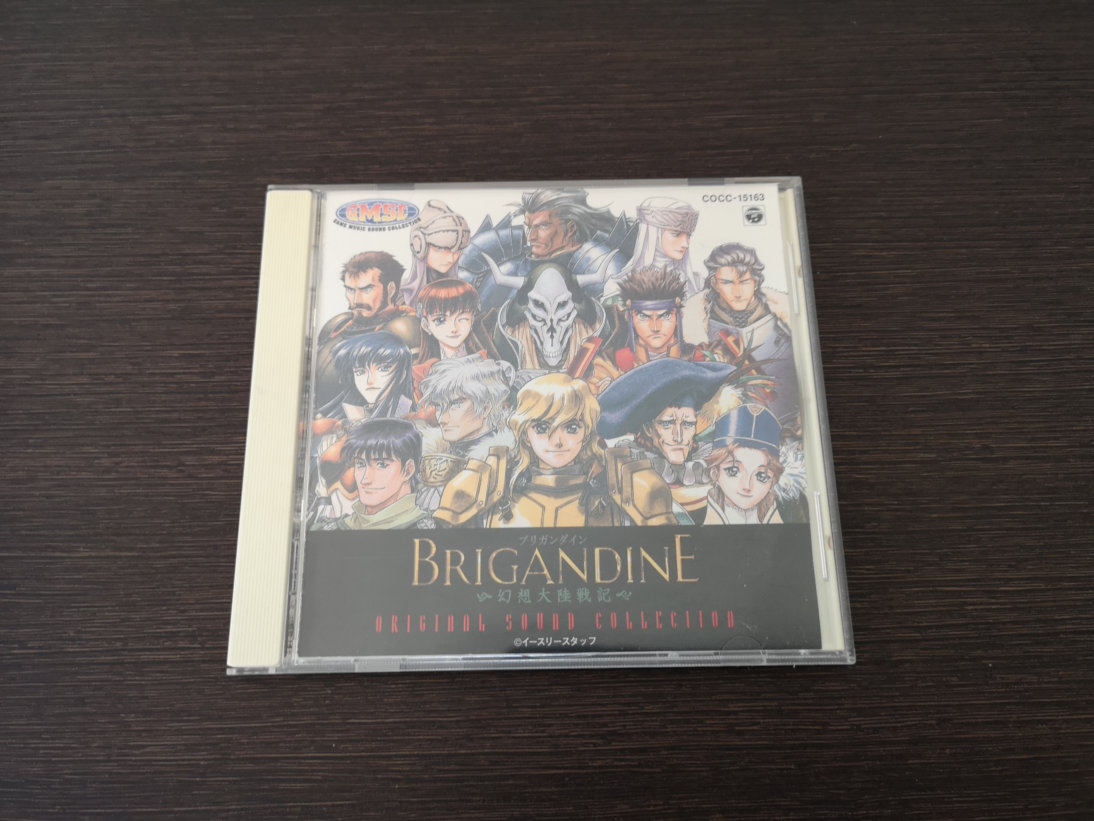 GMSC
GAME MUSIC SOUND COLLECTION
COCC-15163
ブリガンダイン
BRIGANDINE
幻想大陸戦記
ORIGINAL SOUND COLLECTION
©イースリースタッフ